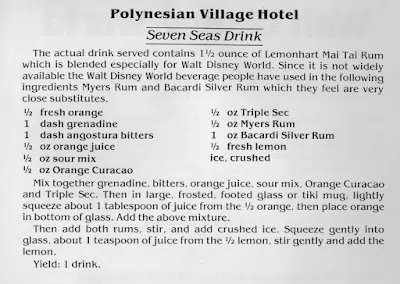 Polynesian Village Hotel
Seven Seas Drink
The actual drink served contains 1½ ounce of Lemonhart Mai Tai Rum
which is blended especially for Walt Disney World. Since it is not widely
available the Walt Disney World beverage people have used in the following
ingredients Myers Rum and Bacardi Silver Rum which they feel are very
close substitutes.
½ fresh orange
1 dash grenadine
1 dash angostura bitters
½ oz orange juice
½ oz sour mix
½ oz Orange Curacao
½ oz Triple Sec
½ oz Myers Rum
1 oz Bacardi Silver Rum
½ fresh lemon
ice, crushed
Mix together grenadine, bitters, orange juice, sour mix, Orange Curacao
and Triple Sec. Then in large, frosted, footed glass or tiki mug, lightly
squeeze about 1 tablespoon of juice from the ½ orange, then place orange
in bottom of glass. Add the above mixture.
Then add both rums, stir, and add crushed ice. Squeeze gently into
glass, about 1 teaspoon of juice from the ½ lemon, stir gently and add the
lemon.
Yield: 1 drink.